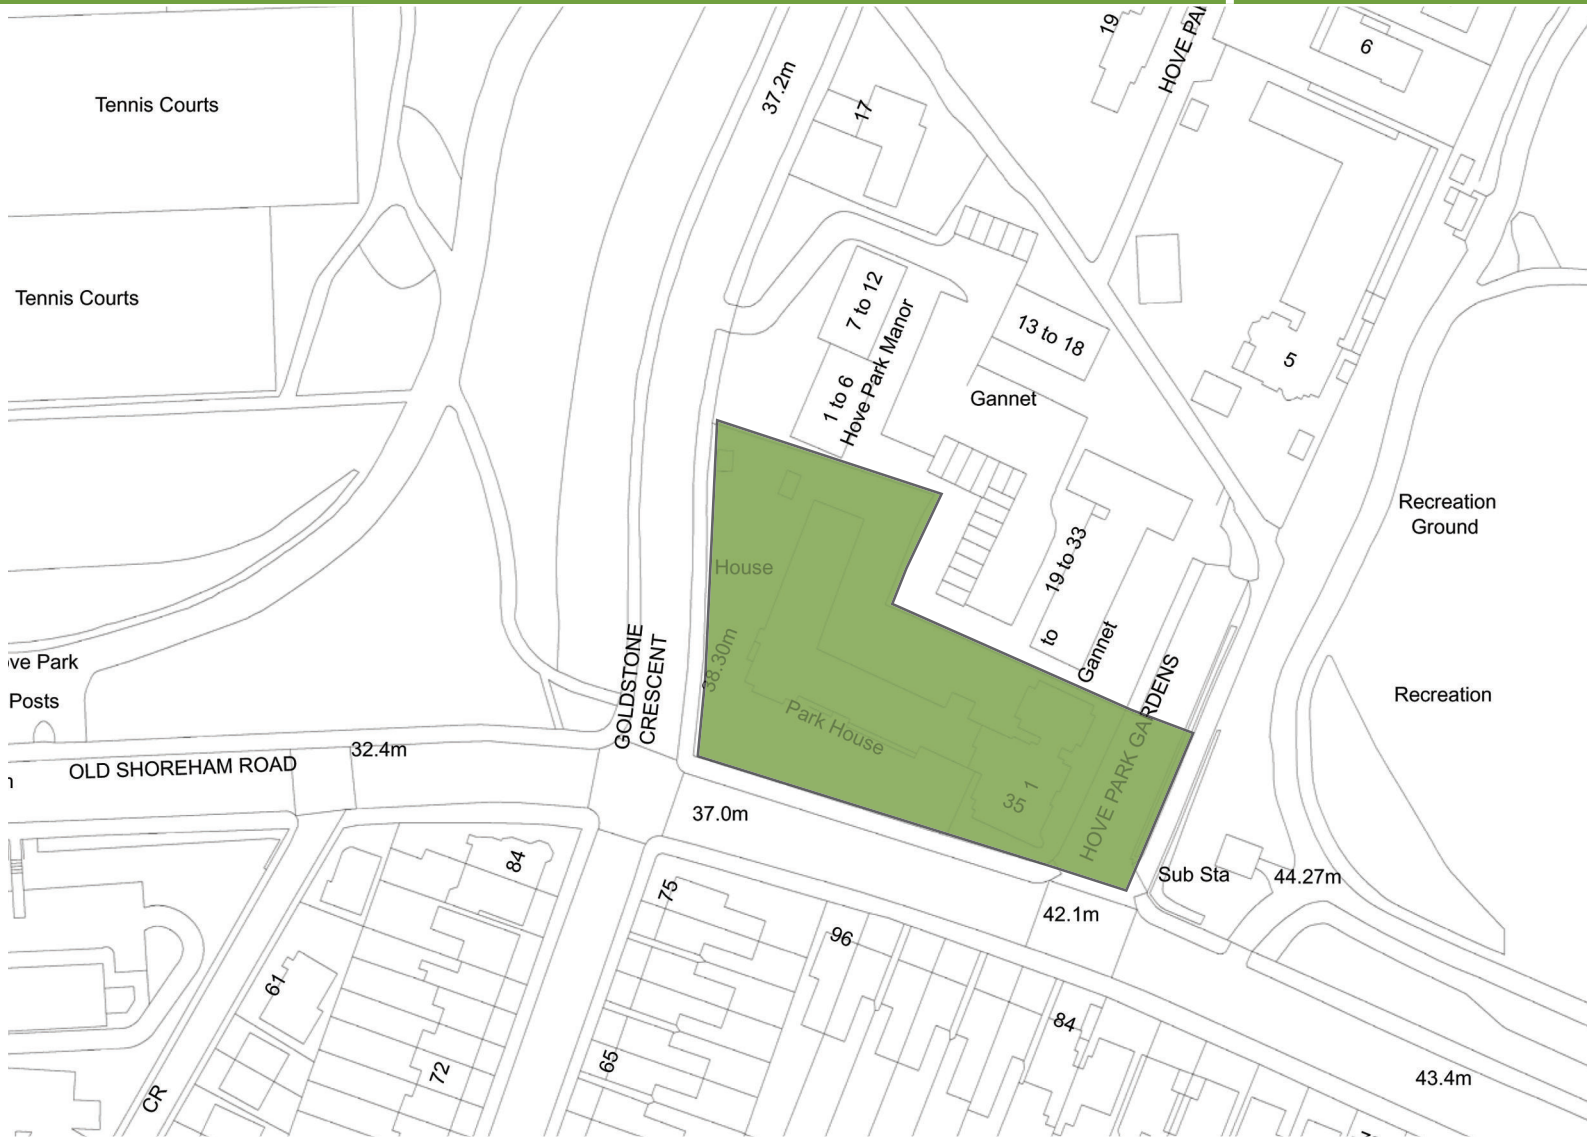 19
HOVE PA
6
37.2m
17
Tennis Courts
Tennis Courts
7 to 12
13 to 18
Hove Park Manor
1 to 6
5
Gannet
Recreation
Ground
House
19 to 33
to
Gannet
38.30m
ove Park
Posts
GOLDSTONE
CRESCENT
HOVE PARK GARDENS
Recreation
Park House
32.4m
OLD SHOREHAM ROAD
35 1
37.0m
84
Sub Sta
44.27m
75
42.1m
96
61
84
72
65
43.4m
CR